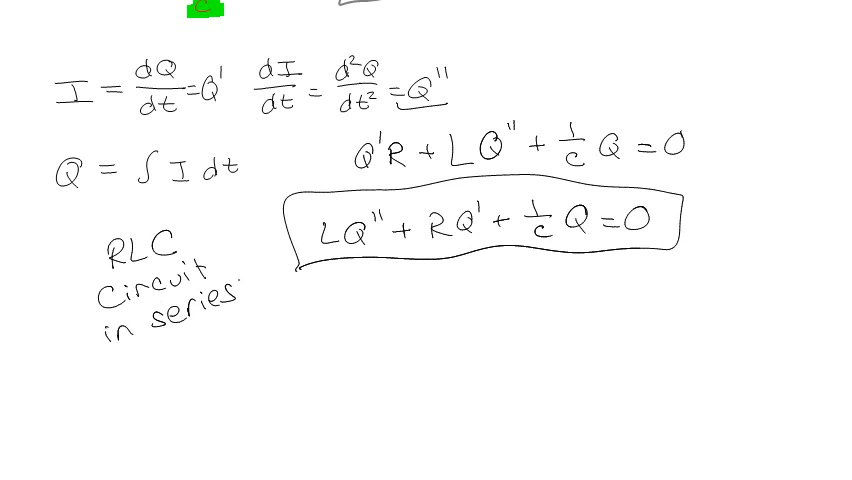 C
I = dQ/dt = Q' dI/dt = d²Q/dt² = Q''
Q = ∫ I dt
Q'R + LQ'' + 1/C Q = 0
LQ'' + RQ' + 1/C Q = 0
RLC
Circuit
in series